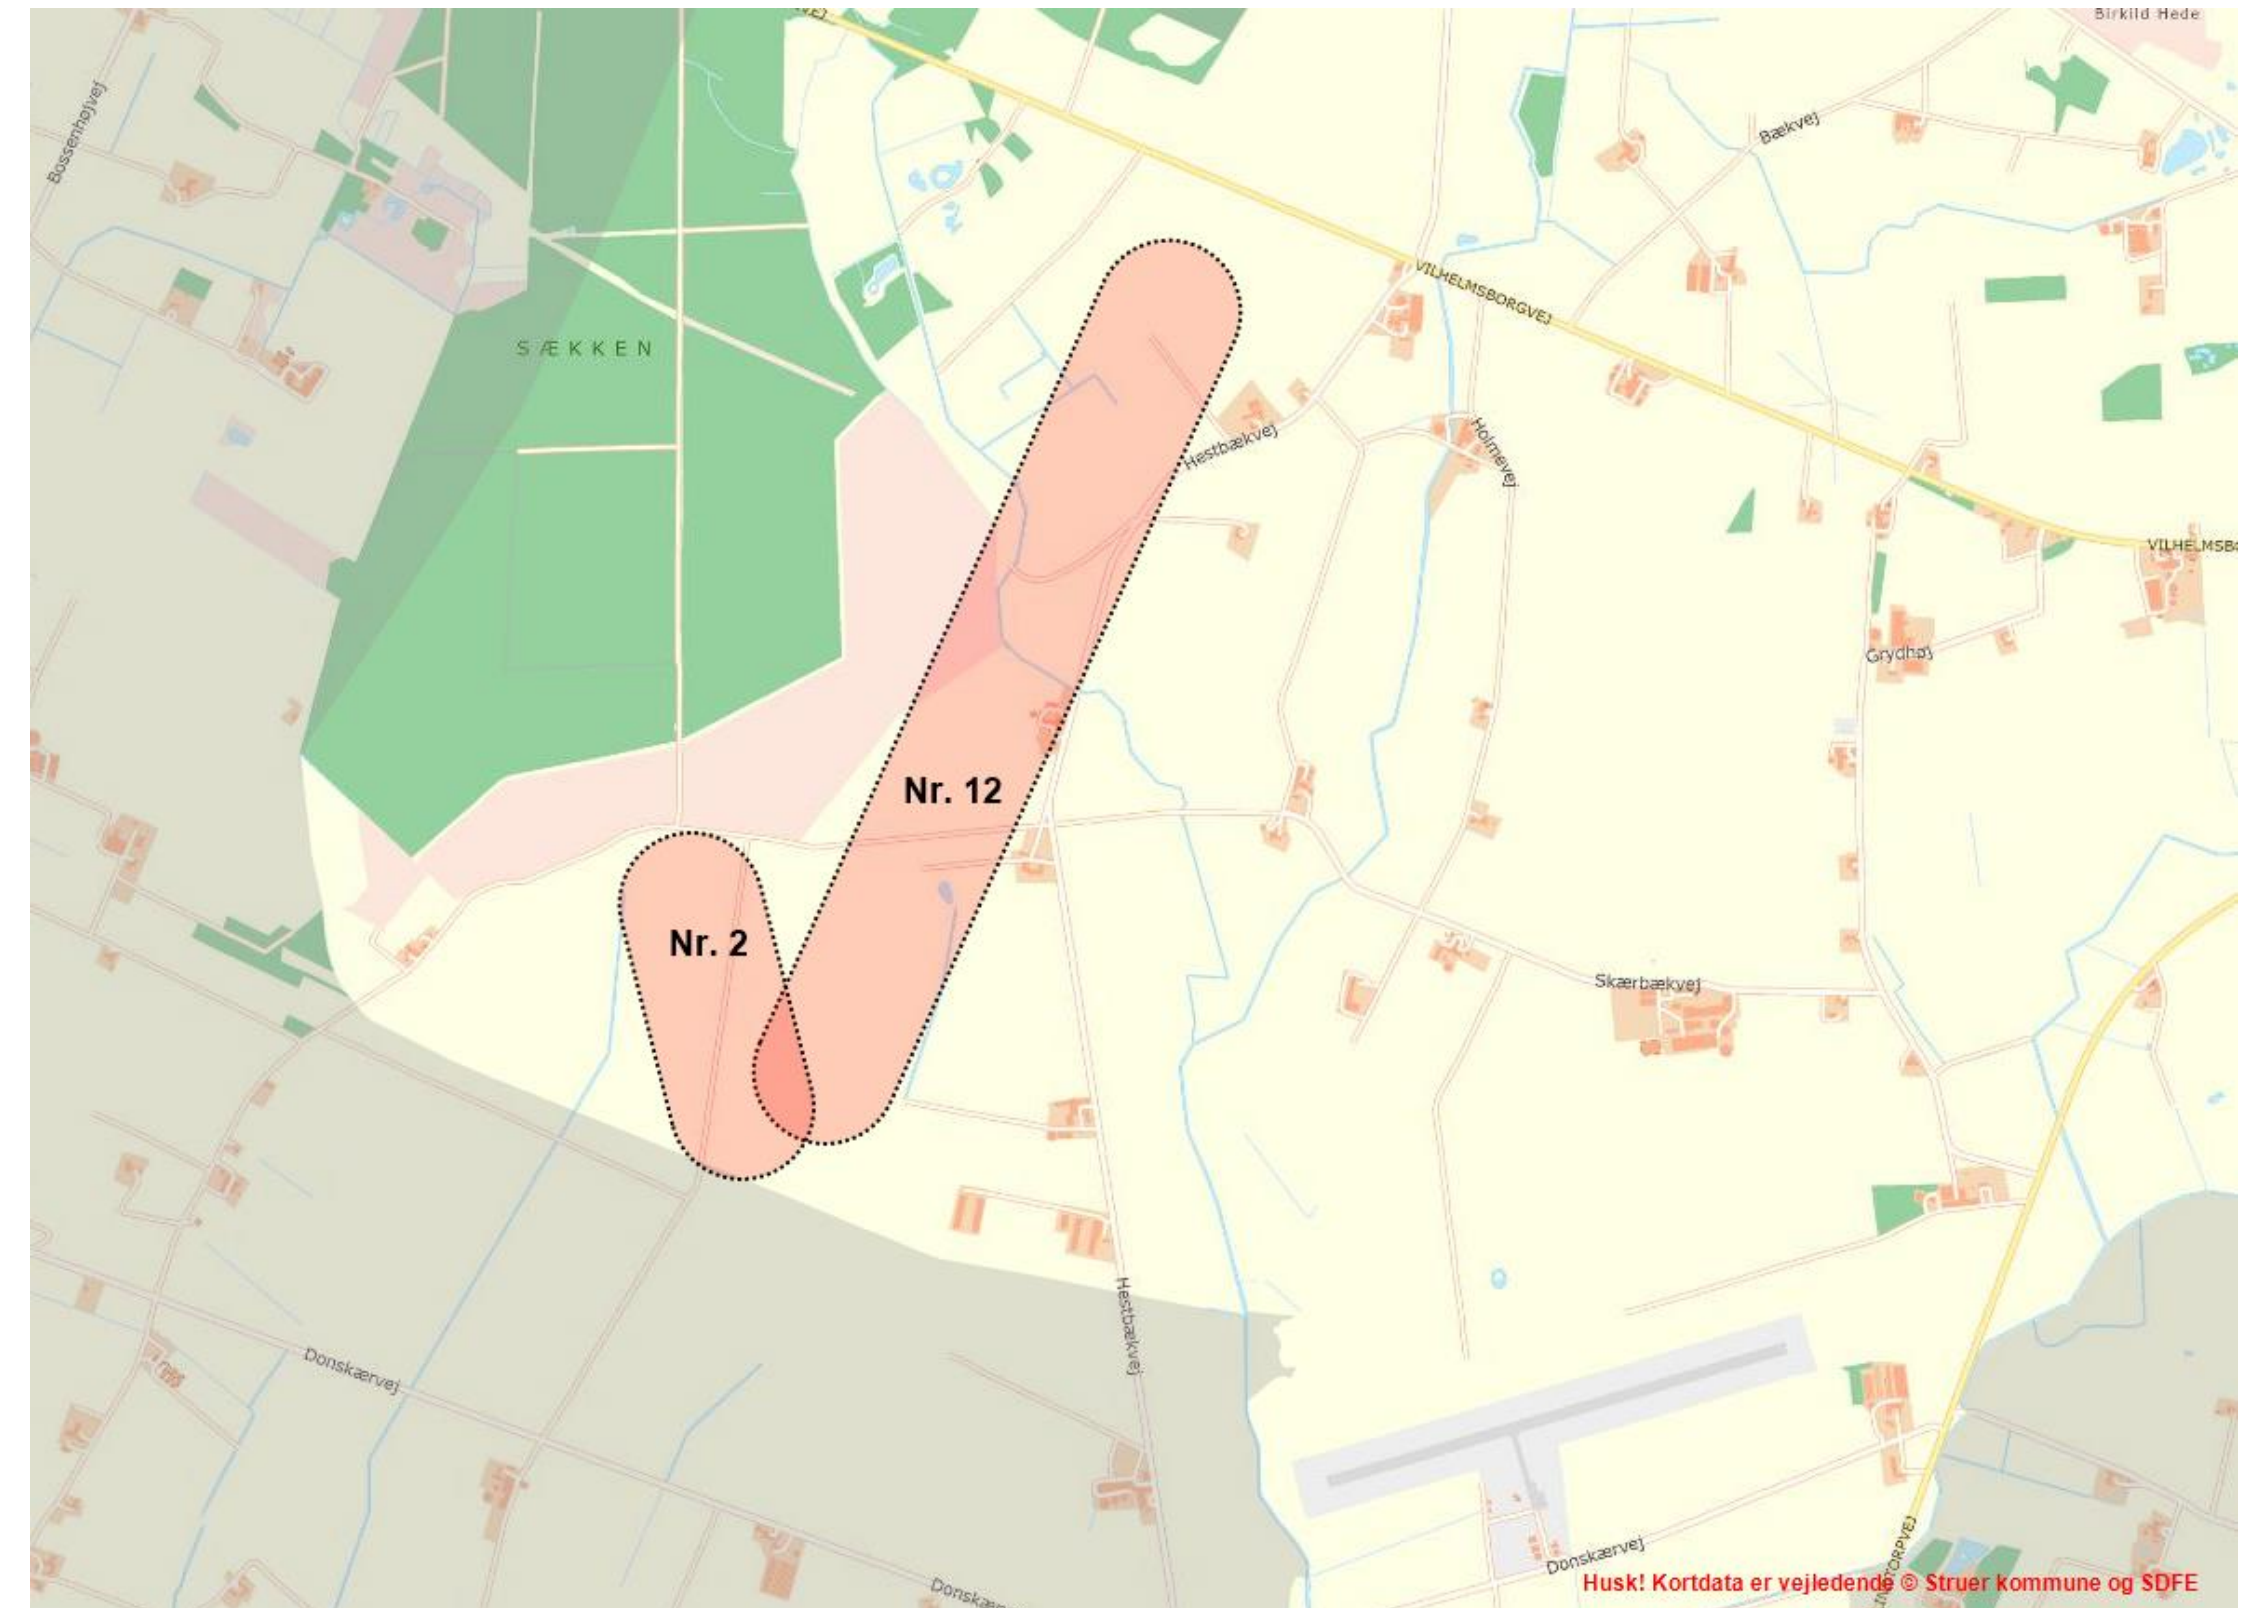 Birkild Hede
Bossenhøjvej
Bækvej
VILHELMSBORGVEJ
SÆKKEN
Hestbækvej
Holmevej
VILHELMSB
Grydhøj
Nr. 12
Nr. 2
Skærbækvej
Hestbækvej
Donskærvej
Donskærvej
Donskær
Husk! Kortdata er vejledende © Struer kommune og SDFE